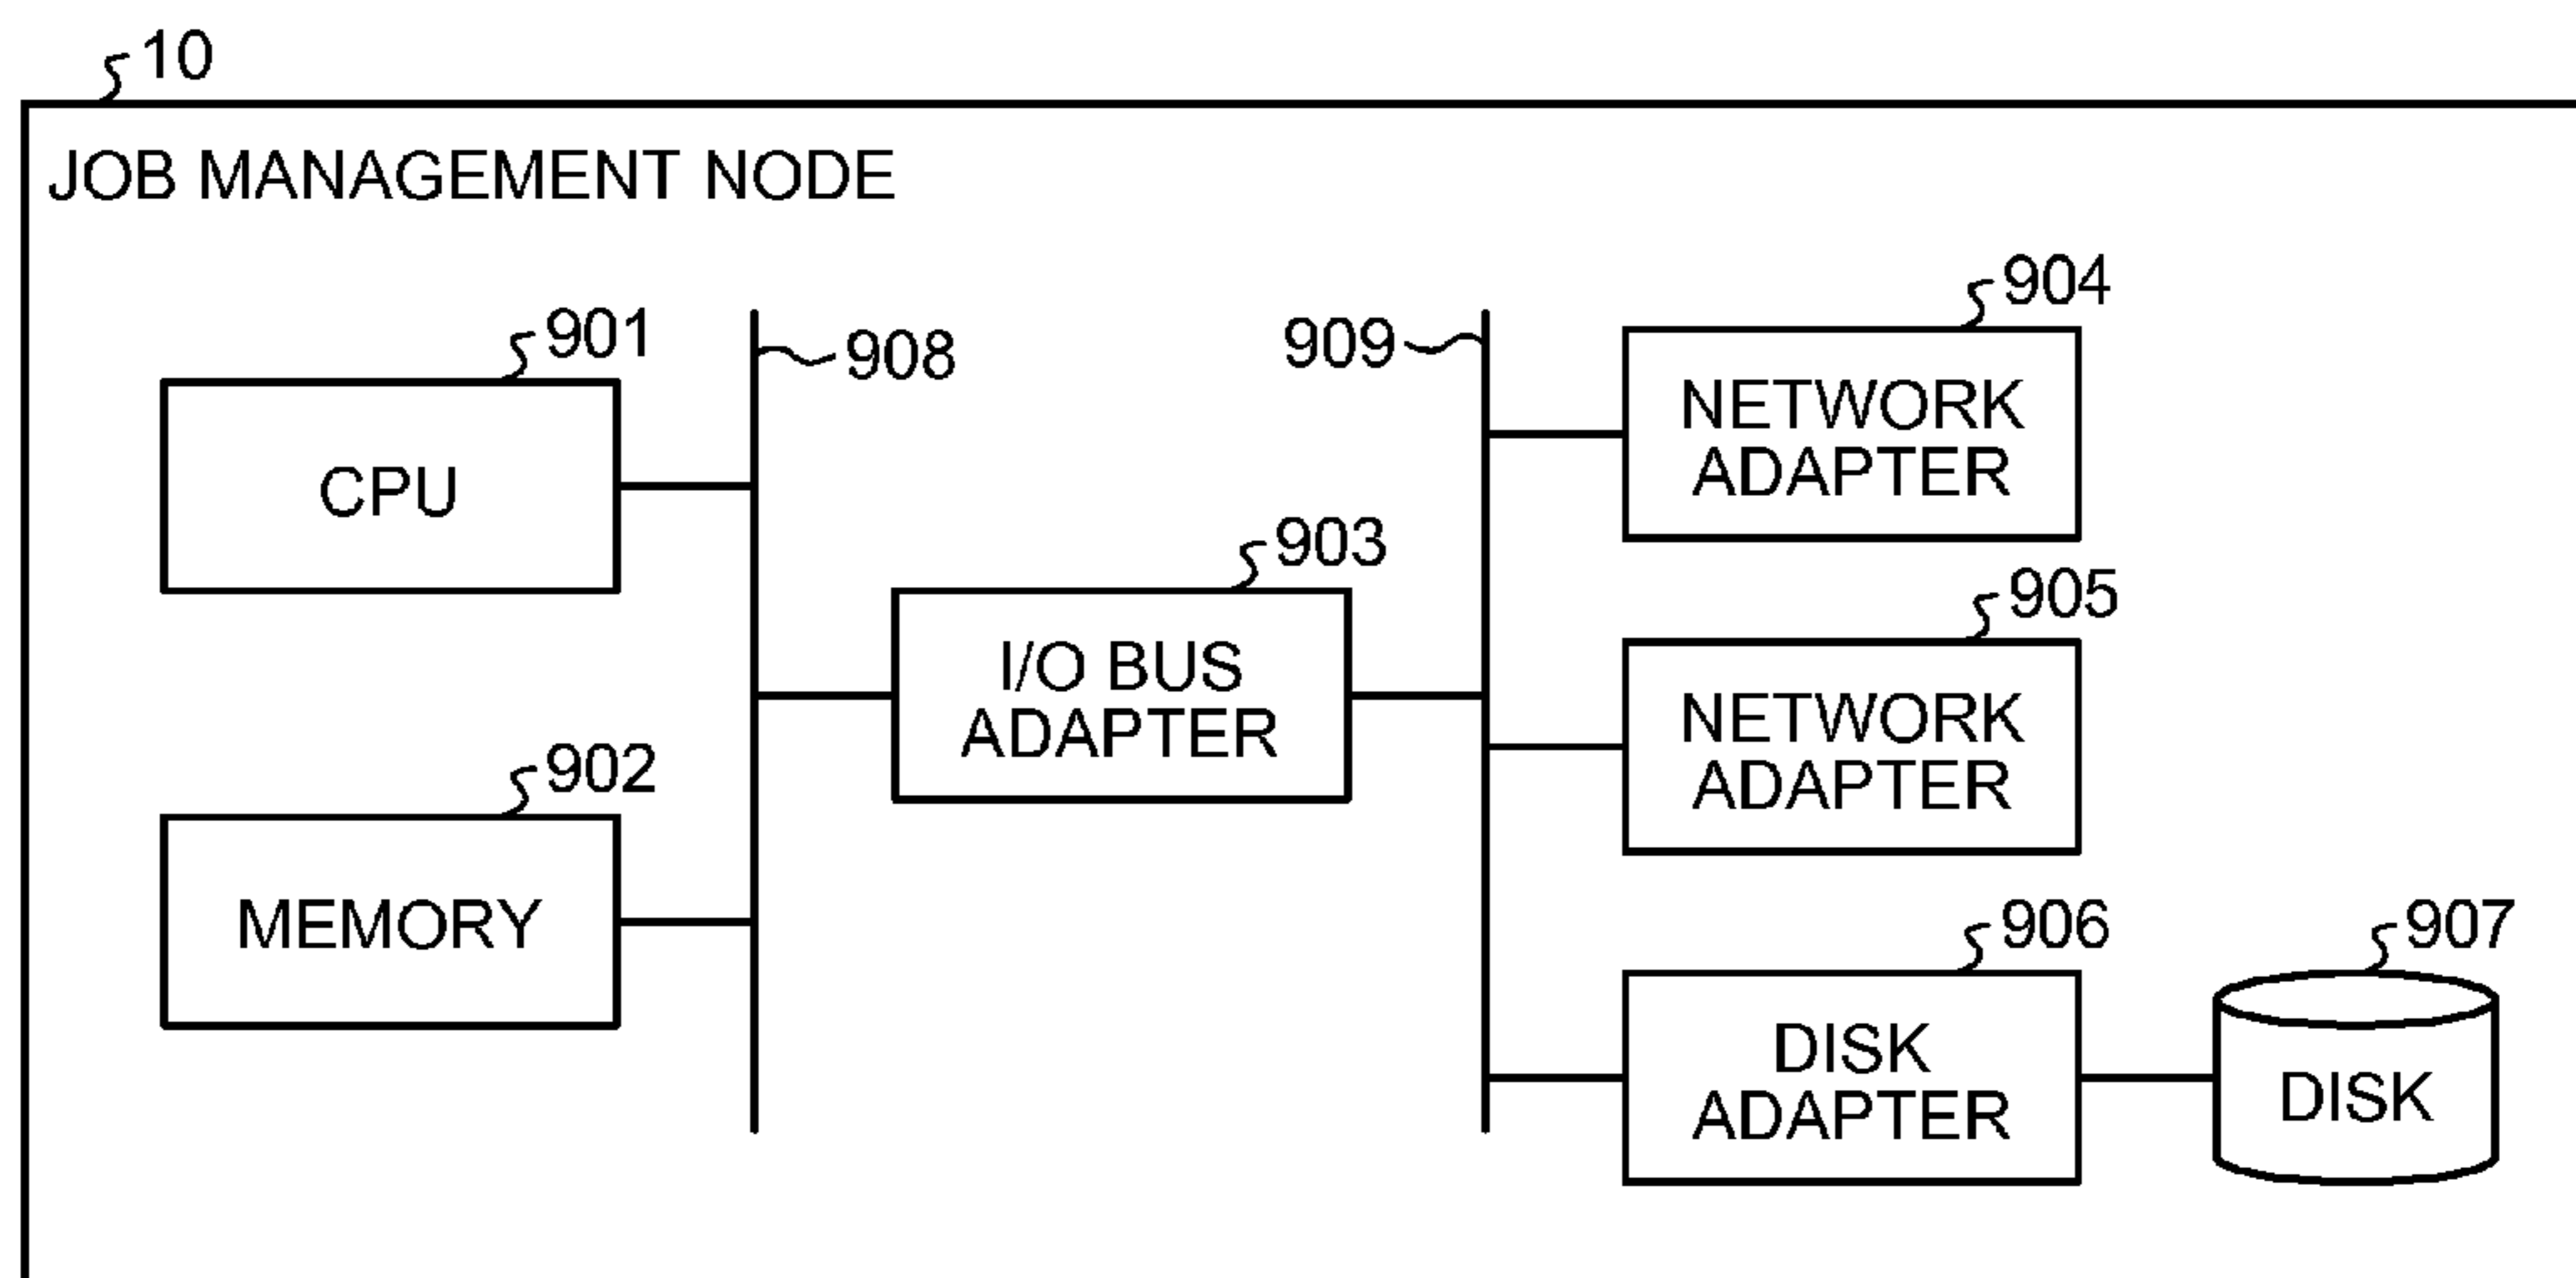 10
JOB MANAGEMENT NODE
901
CPU
908
902
MEMORY
903
I/O BUS
ADAPTER
909
904
NETWORK
ADAPTER
905
NETWORK
ADAPTER
906
DISK
ADAPTER
907
DISK